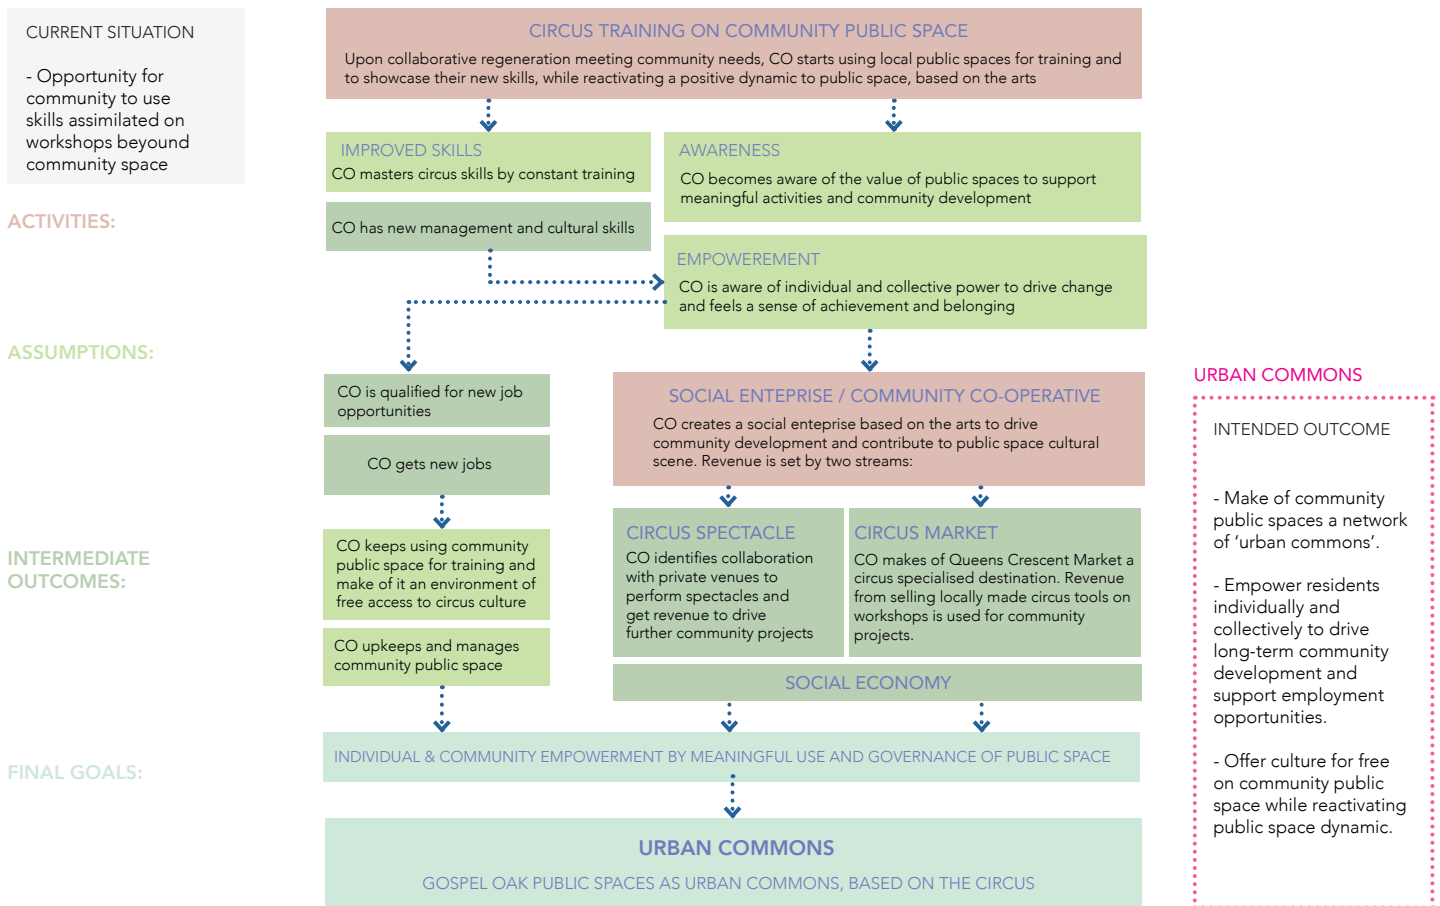 CURRENT SITUATION
- Opportunity for
community to use
skills assimilated on
workshops beyound
community space
CIRCUS TRAINING ON COMMUNITY PUBLIC SPACE
Upon collaborative regeneration meeting community needs, CO starts using local public spaces for training and
to showcase their new skills, while reactivating a positive dynamic to public space, based on the arts
IMPROVED SKILLS
CO masters circus skills by constant training
CO has new management and cultural skills
AWARENESS
CO becomes aware of the value of public spaces to support
meaningful activities and community development
ACTIVITIES:
EMPOWEREMENT
CO is aware of individual and collective power to drive change
and feels a sense of achievement and belonging
ASSUMPTIONS:
CO is qualified for new job
opportunities
CO gets new jobs
SOCIAL ENTEPRISE / COMMUNITY CO-OPERATIVE
CO creates a social enteprise based on the arts to drive
community development and contribute to public space cultural
scene. Revenue is set by two streams:
INTERMEDIATE
OUTCOMES:
CO keeps using community
public space for training and
make of it an environment of
free access to circus culture
CO upkeeps and manages
community public space
CIRCUS SPECTACLE
CO identifies collaboration
with private venues to
perform spectacles and
get revenue to drive
further community projects
CIRCUS MARKET
CO makes of Queens Crescent Market a
circus specialised destination. Revenue
from selling locally made circus tools on
workshops is used for community
projects.
SOCIAL ECONOMY
FINAL GOALS:
INDIVIDUAL & COMMUNITY EMPOWERMENT BY MEANINGFUL USE AND GOVERNANCE OF PUBLIC SPACE
URBAN COMMONS
GOSPEL OAK PUBLIC SPACES AS URBAN COMMONS, BASED ON THE CIRCUS
URBAN COMMONS
INTENDED OUTCOME
- Make of community
public spaces a network
of ‘urban commons’.
- Empower residents
individually and
collectively to drive
long-term community
development and
support employment
opportunities.
- Offer culture for free
on community public
space while reactivating
public space dynamic.